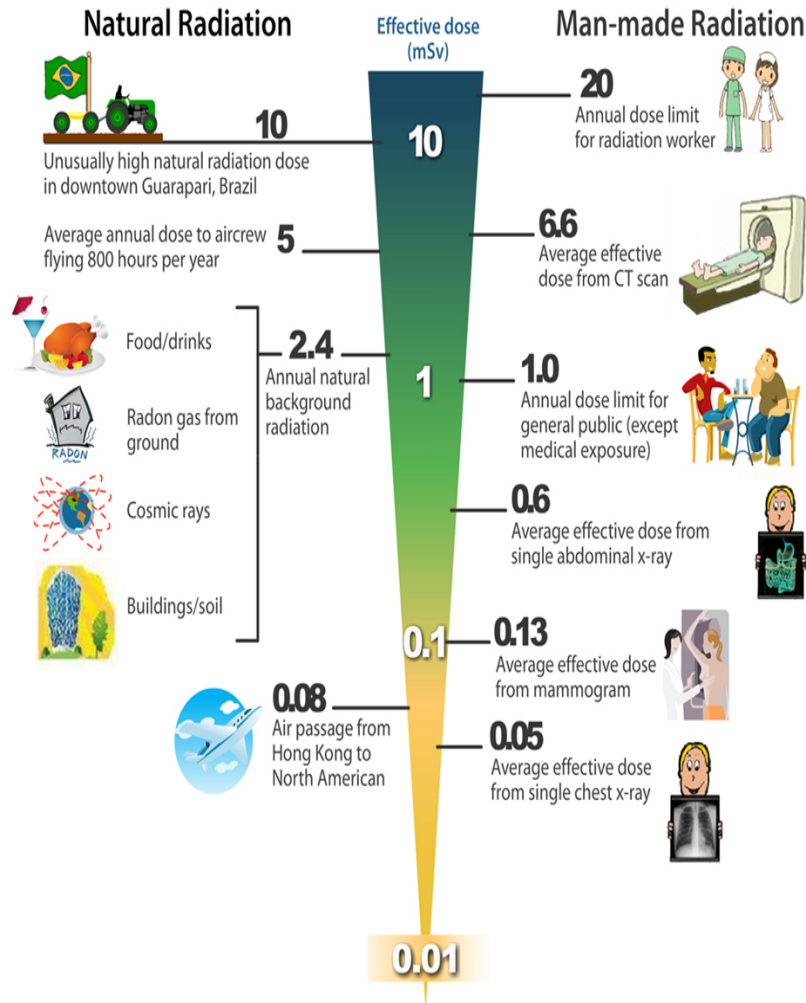 Natural Radiation
Effective dose
(mSv)
Man-made Radiation
10
Unusually high natural radiation dose
in downtown Guarapari, Brazil
Average annual dose to aircrew
flying 800 hours per year
5
Food/drinks
Radon gas from
ground
RADON
Cosmic rays
Buildings/soil
2.4
Annual natural
background
radiation
0.08
Air passage from
Hong Kong to
North American
10
1
0.1
0.01
20
Annual dose limit
for radiation worker
6.6
Average effective
dose from CT scan
1.0
Annual dose limit for
general public (except
medical exposure)
0.6
Average effective dose from
single abdominal x-ray
0.13
Average effective dose
from mammogram
0.05
Average effective dose
from single chest x-ray